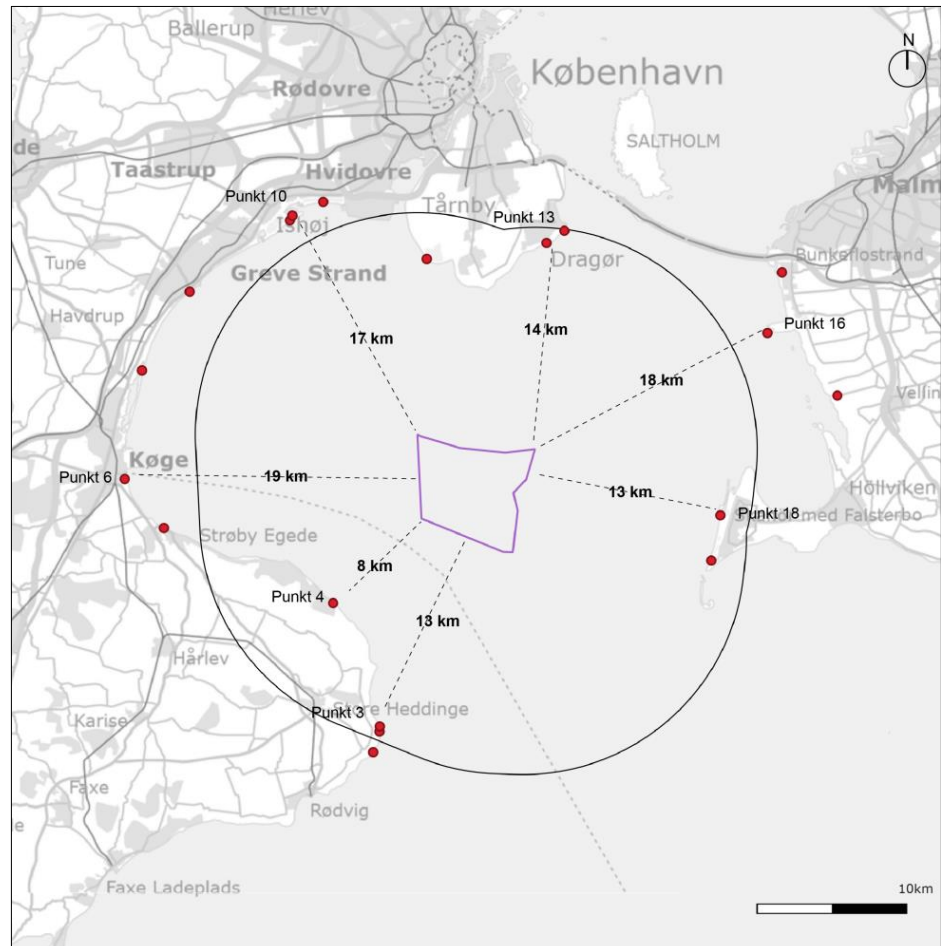 Herlev
Ballerup
N
København
Rødovre
de
SALTHOLM
Taastrup
Hvidovre
Malm
Punkt 10
Tårnby
Punkt 13
Ishøj
Dragør
Bunkeflostrand
Tune
Greve Strand
Havdrup
Punkt 16
17 km
14 km
18 km
Vellin
Køge
Punkt 6
19 km
13 km
Höllviken
Punkt 18
med Falsterbo
Strøby Egede
8 km
Punkt 4
13 km
Hårlev
Punkt 3
Store Heddinge
Karise
Faxe
Rødvig
le
Faxe Ladeplads
10km